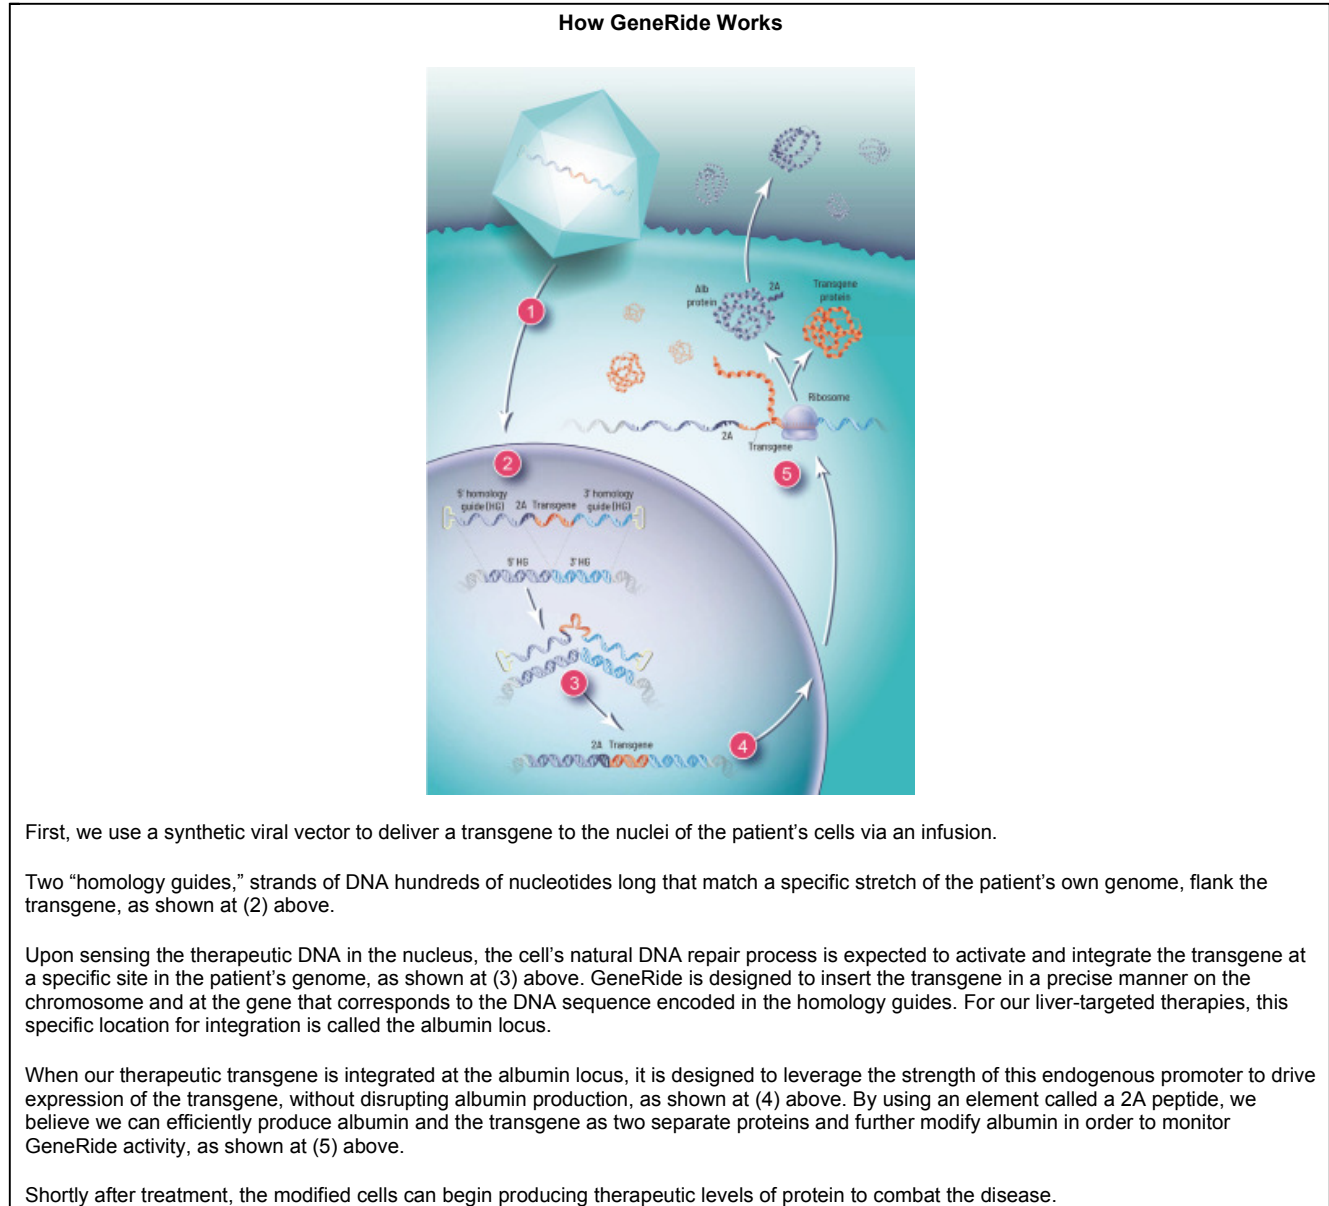 How GeneRide Works
Alb
protein
2A
Transgene
protein
1
Ribosome
2A
Transgene
2
5
5' homology
guide (HG)
2A Transgene
3' homology
guide (HG)
5' HG
3' HG
3
4
2A Transgene
First, we use a synthetic viral vector to deliver a transgene to the nuclei of the patient’s cells via an infusion.
Two “homology guides,” strands of DNA hundreds of nucleotides long that match a specific stretch of the patient’s own genome, flank the
transgene, as shown at (2) above.
Upon sensing the therapeutic DNA in the nucleus, the cell’s natural DNA repair process is expected to activate and integrate the transgene at
a specific site in the patient’s genome, as shown at (3) above. GeneRide is designed to insert the transgene in a precise manner on the
chromosome and at the gene that corresponds to the DNA sequence encoded in the homology guides. For our liver-targeted therapies, this
specific location for integration is called the albumin locus.
When our therapeutic transgene is integrated at the albumin locus, it is designed to leverage the strength of this endogenous promoter to drive
expression of the transgene, without disrupting albumin production, as shown at (4) above. By using an element called a 2A peptide, we
believe we can efficiently produce albumin and the transgene as two separate proteins and further modify albumin in order to monitor
GeneRide activity, as shown at (5) above.
Shortly after treatment, the modified cells can begin producing therapeutic levels of protein to combat the disease.